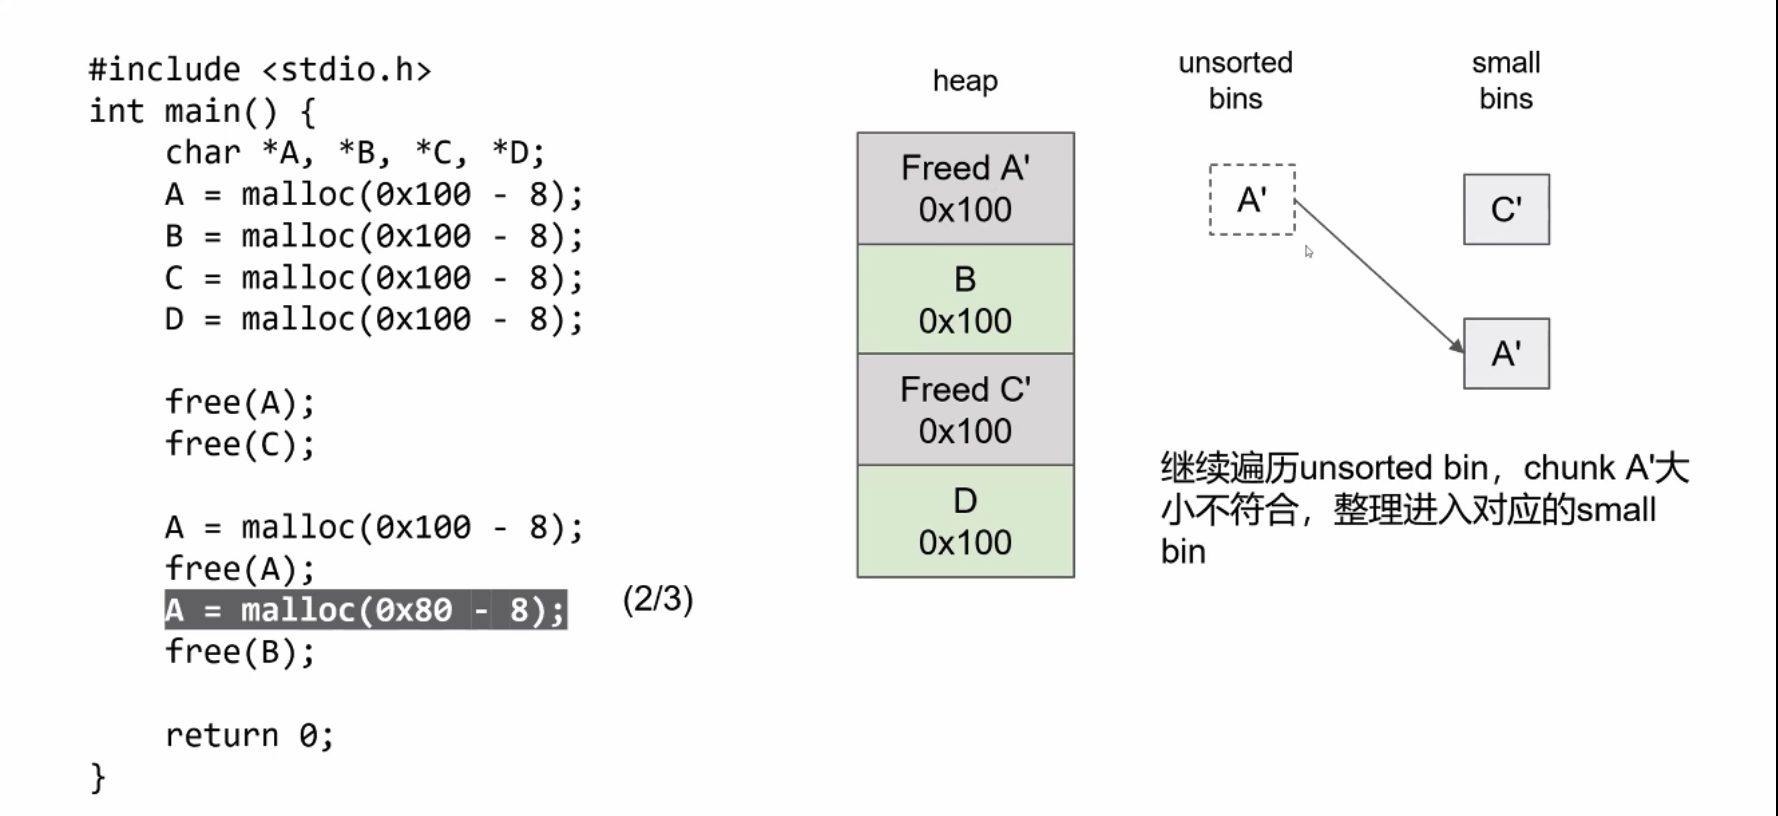 #include <stdio.h>
int main() {
char *A, *B, *C, *D;
A = malloc(0x100 - 8);
B = malloc(0x100 - 8);
C = malloc(0x100 - 8);
D = malloc(0x100 - 8);
free(A);
free(C);
A = malloc(0x100 - 8);
free(A);
A = malloc(0x80 - 8);
(2/3)
free(B);
return 0;
}
heap
Freed A'
0x100
B
0x100
Freed C'
0x100
D
0x100
unsorted
bins
A'
small
bins
C'
A'
继续遍历unsorted bin，chunk A'大
小不符合，整理进入对应的small
bin